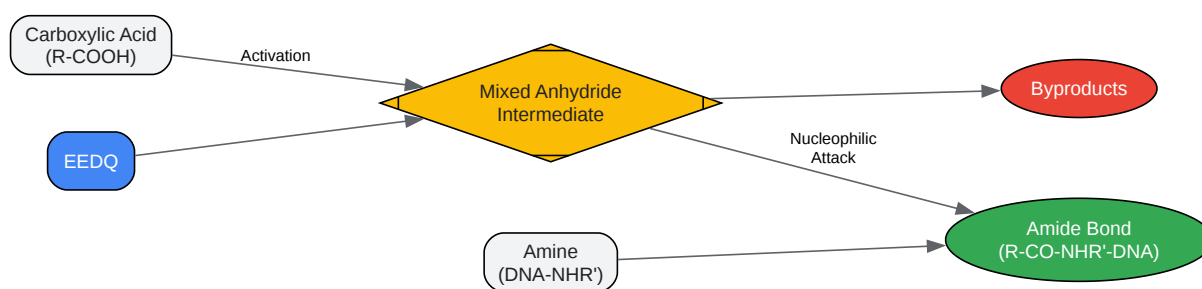 Carboxylic Acid
(R-COOH)
Activation
EEDQ
Mixed Anhydride
Intermediate
Byproducts
Nucleophilic
Attack
Amine
(DNA-NHR')
Amide Bond
(R-CO-NHR'-DNA)